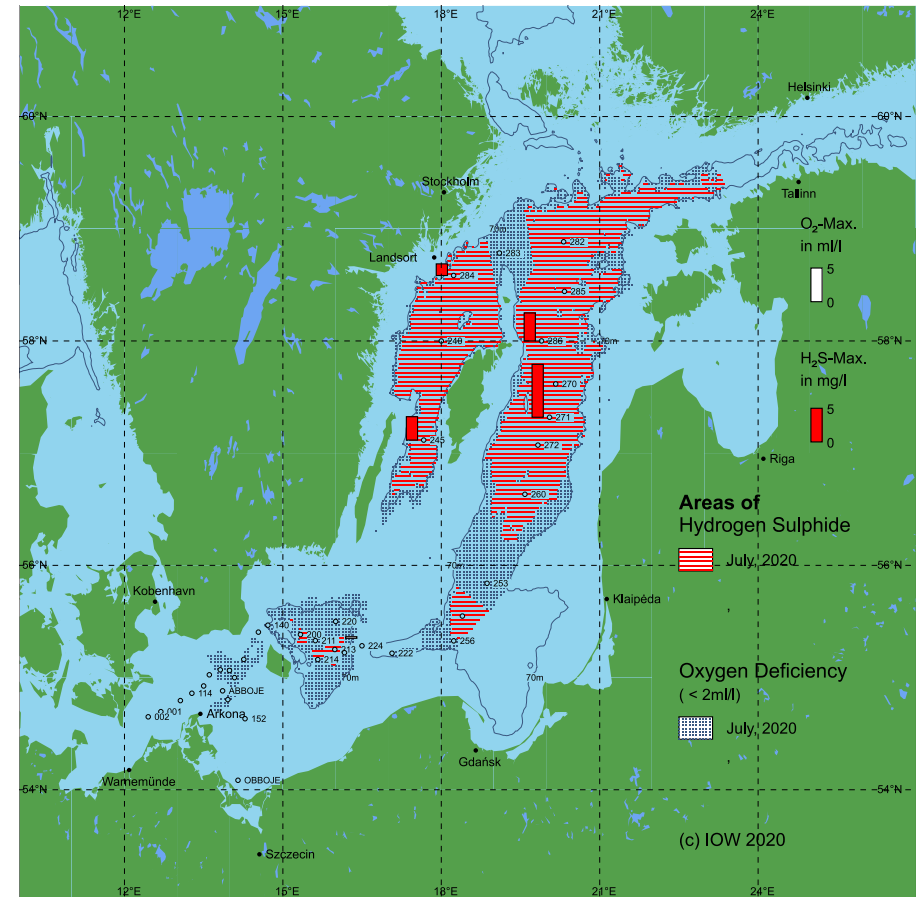 12°E
15°E
18°E
21°E
24°E
Helsinki
60°N
60°N
Stockholm
Tallinn
O₂-Max.
in ml/l
70m
282
Landsort
283
5
284
0
285
58°N
240
286
70m
58°N
H₂S-Max.
in mg/l
270
5
271
0
245
272
Riga
260
Areas of
Hydrogen Sulphide
July, 2020
56°N
70m
56°N
253
Kobenhavn
Klaipéda
140
220
200
211
256
213
224
222
214
Oxygen Deficiency
( < 2ml/l)
70m
70m
ABBOJE
114
001
002
Arkona
152
July, 2020
Gdańsk
Warnemünde
OBBOJE
54°N
54°N
(c) IOW 2020
Szczecin
12°E
15°E
18°E
21°E
24°E